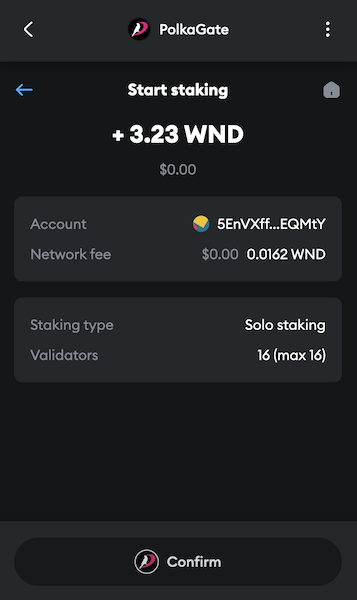 PolkaGate
Start staking
+ 3.23 WND
$0.00
Account 5EnVXff...EQMtY
Network fee $0.00 0.0162 WND
Staking type Solo staking
Validators 16 (max 16)
Confirm